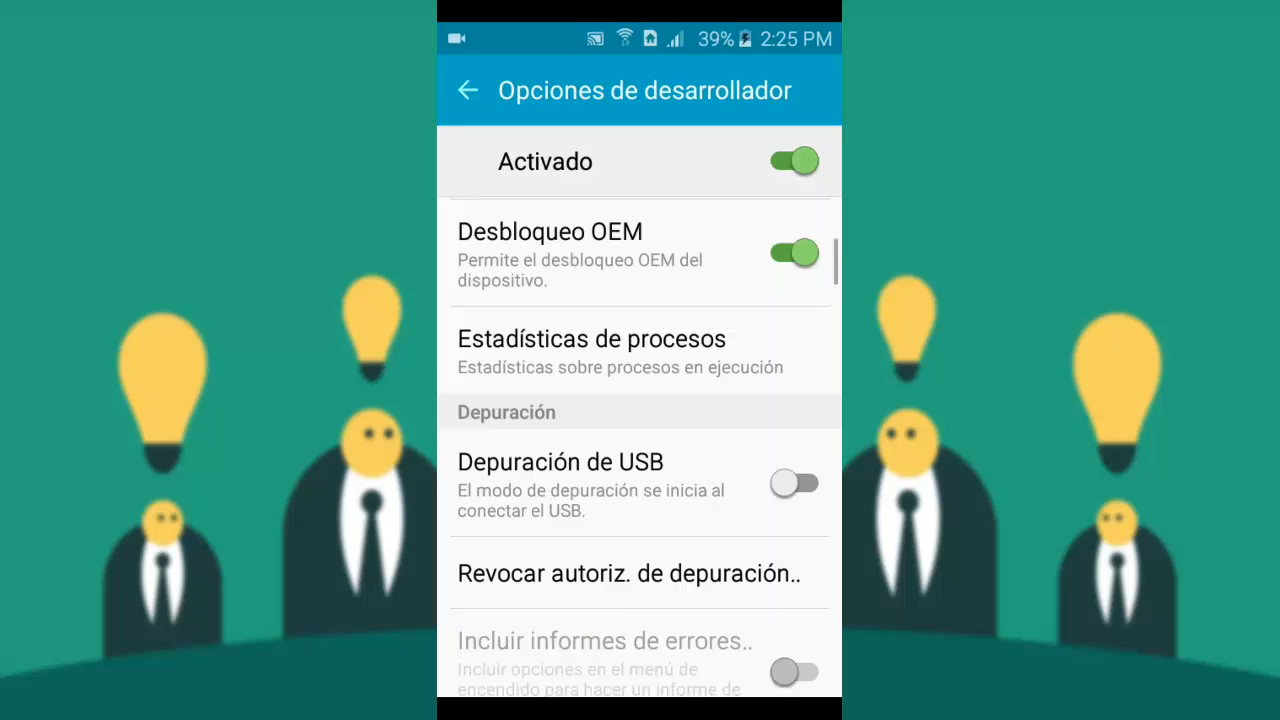 39% 2:25 PM
Opciones de desarrollador
Activado
Desbloqueo OEM
Permite el desbloqueo OEM del
dispositivo.
Estadísticas de procesos
Estadísticas sobre procesos en ejecución
Depuración
Depuración de USB
El modo de depuración se inicia al
conectar el USB.
Revocar autoriz. de depuración..
Incluir informes de errores..
Incluir opciones en el menú de
encendido para hacer un informe de